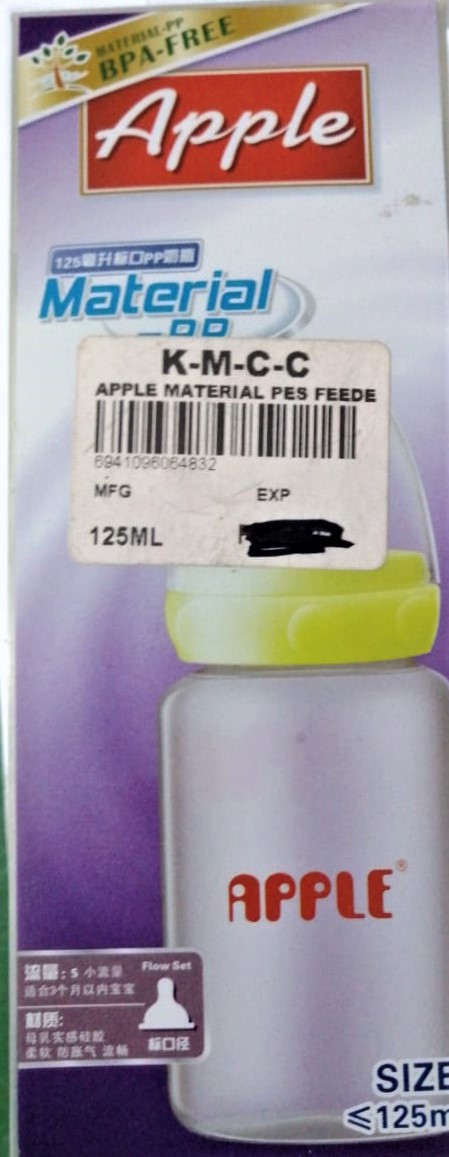 MATERIAL-PP
BPA-FREE
Apple
125毫升标口PP奶瓶
Material
-PP
K-M-C-C
APPLE MATERIAL PES FEEDE
6941096064832
MFG EXP
125ML
APPLE®
流量: S 小流量
适合3个月以内宝宝
Flow Set
材质:
母乳实感硅胶
柔软 防胀气 流畅
标口径
SIZE
≤125m